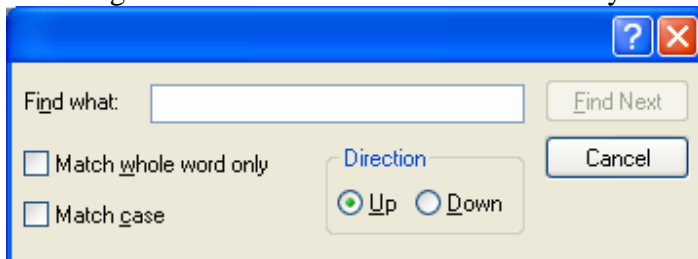 Find what:
Find Next
Match whole word only
Direction
Cancel
Match case
Up Down